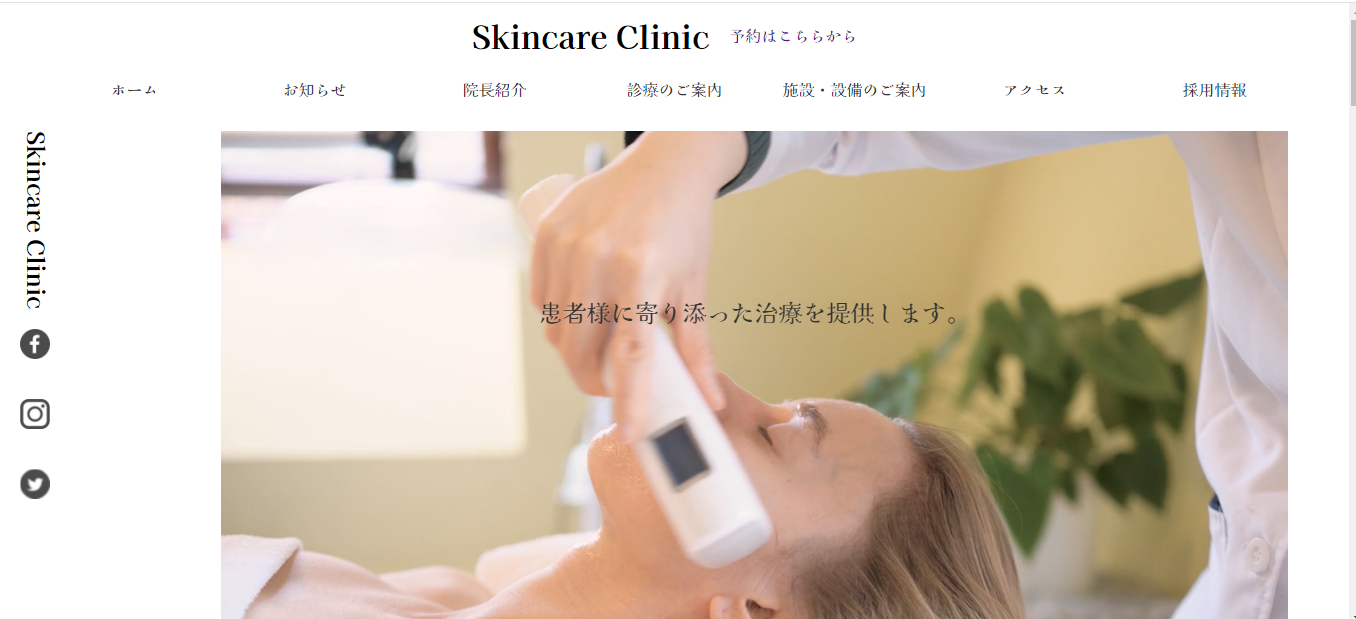 Skincare Clinic 予約はこちらから
ホーム お知らせ 院長紹介 診療のご案内 施設・設備のご案内 アクセス 採用情報
Skincare Clinic
患者様に寄り添った治療を提供します。